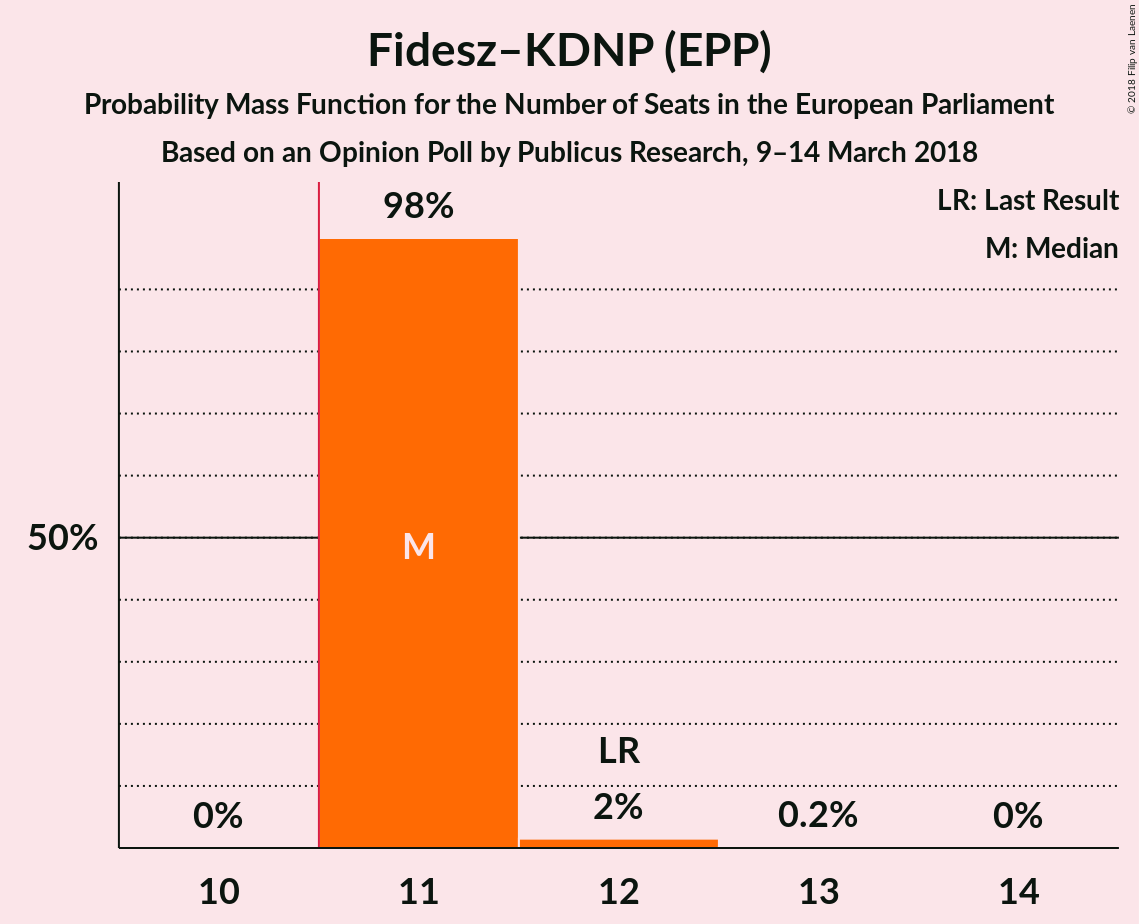 Fidesz–KDNP (EPP)
Probability Mass Function for the Number of Seats in the European Parliament
Based on an Opinion Poll by Publicus Research, 9–14 March 2018
© 2018 Filip van Laenen
LR: Last Result
M: Median
98%
50%
M
LR
0%
2%
0.2%
0%
10
11
12
13
14